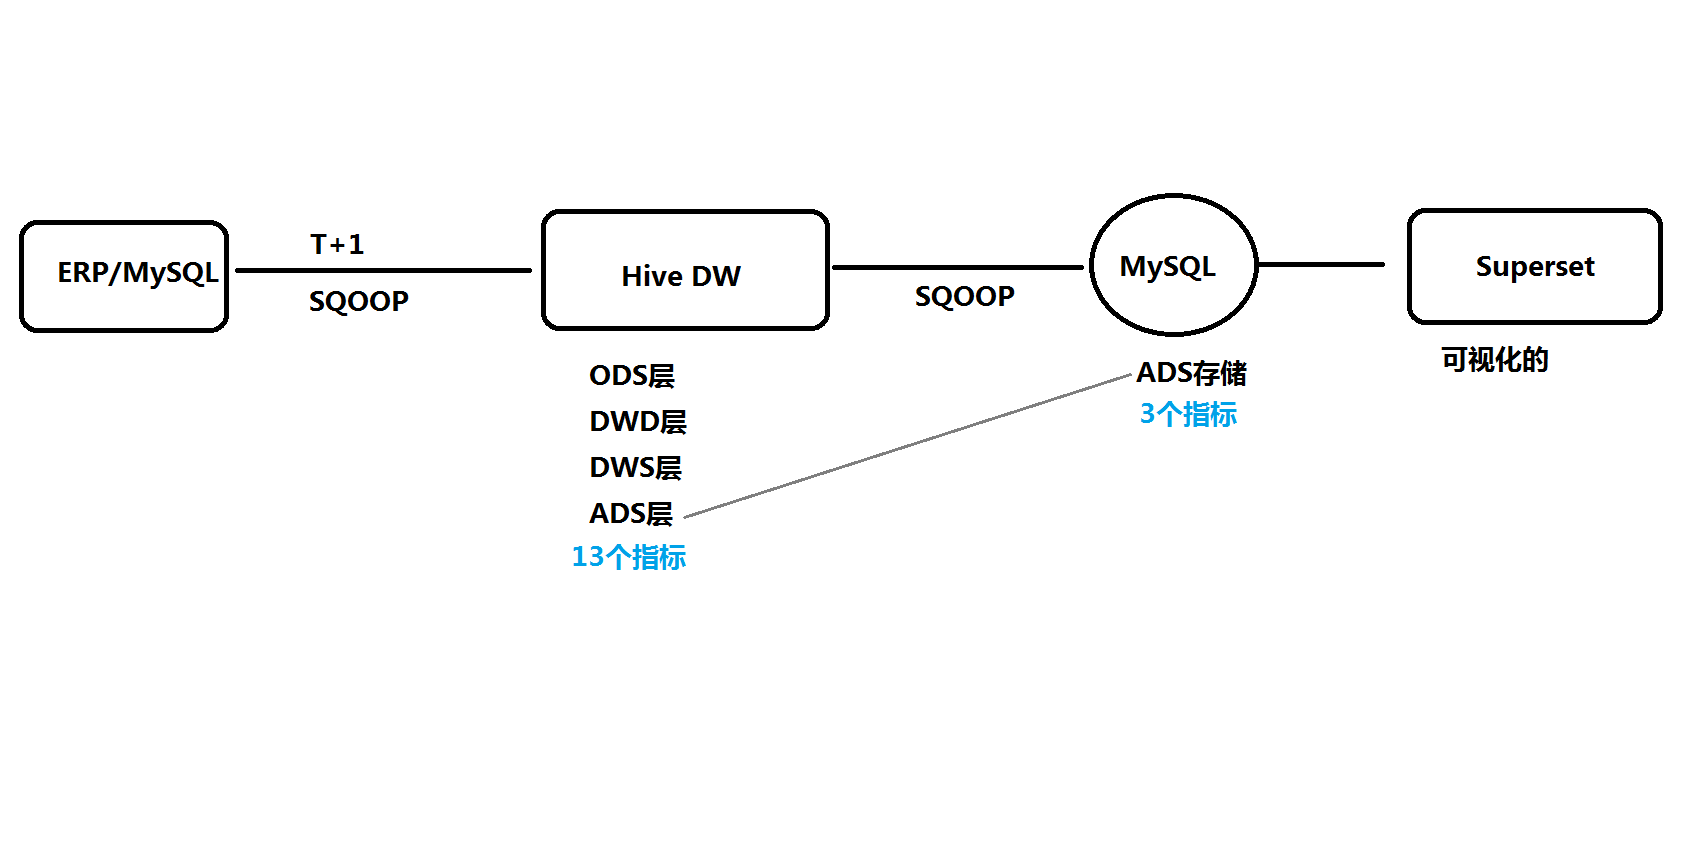 ERP/MySQL
T+1
SQOOP
Hive DW
ODS层
DWD层
DWS层
ADS层
13个指标
SQOOP
MySQL
ADS存储
3个指标
Superset
可视化的